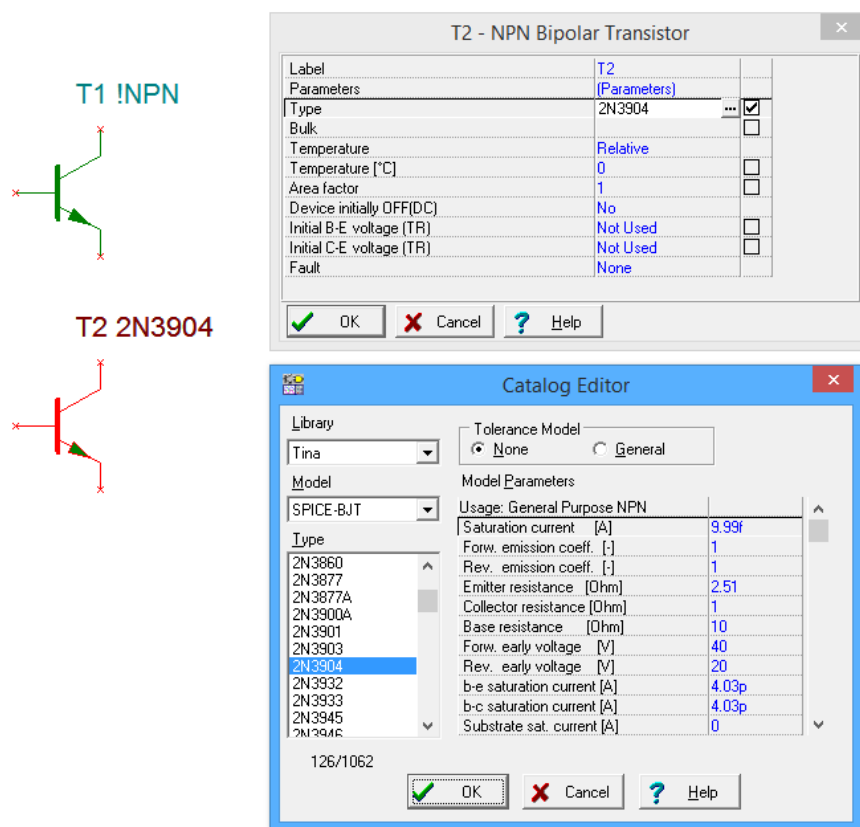 T1 !NPN
T2 2N3904
T2 - NPN Bipolar Transistor
Label T2
Parameters (Parameters)
Type 2N3904 ...
Bulk
Temperature Relative
Temperature [°C] 0
Area factor 1
Device initially OFF(DC) No
Initial B-E voltage (TR) Not Used
Initial C-E voltage (TR) Not Used
Fault None
OK Cancel ? Help
Catalog Editor
Library
Tina
Model
SPICE-BJT
Type
2N3860
2N3877
2N3877A
2N3900A
2N3901
2N3903
2N3904
2N3932
2N3933
2N3945
2N3946
126/1062
Tolerance Model
None General
Model Parameters
Usage: General Purpose NPN
Saturation current [A] 9.99f
Forw. emission coeff. [-] 1
Rev. emission coeff. [-] 1
Emitter resistance [Ohm] 2.51
Collector resistance [Ohm] 1
Base resistance [Ohm] 10
Forw. early voltage [V] 40
Rev. early voltage [V] 20
b-e saturation current [A] 4.03p
b-c saturation current [A] 4.03p
Substrate sat. current [A] 0
OK Cancel ? Help